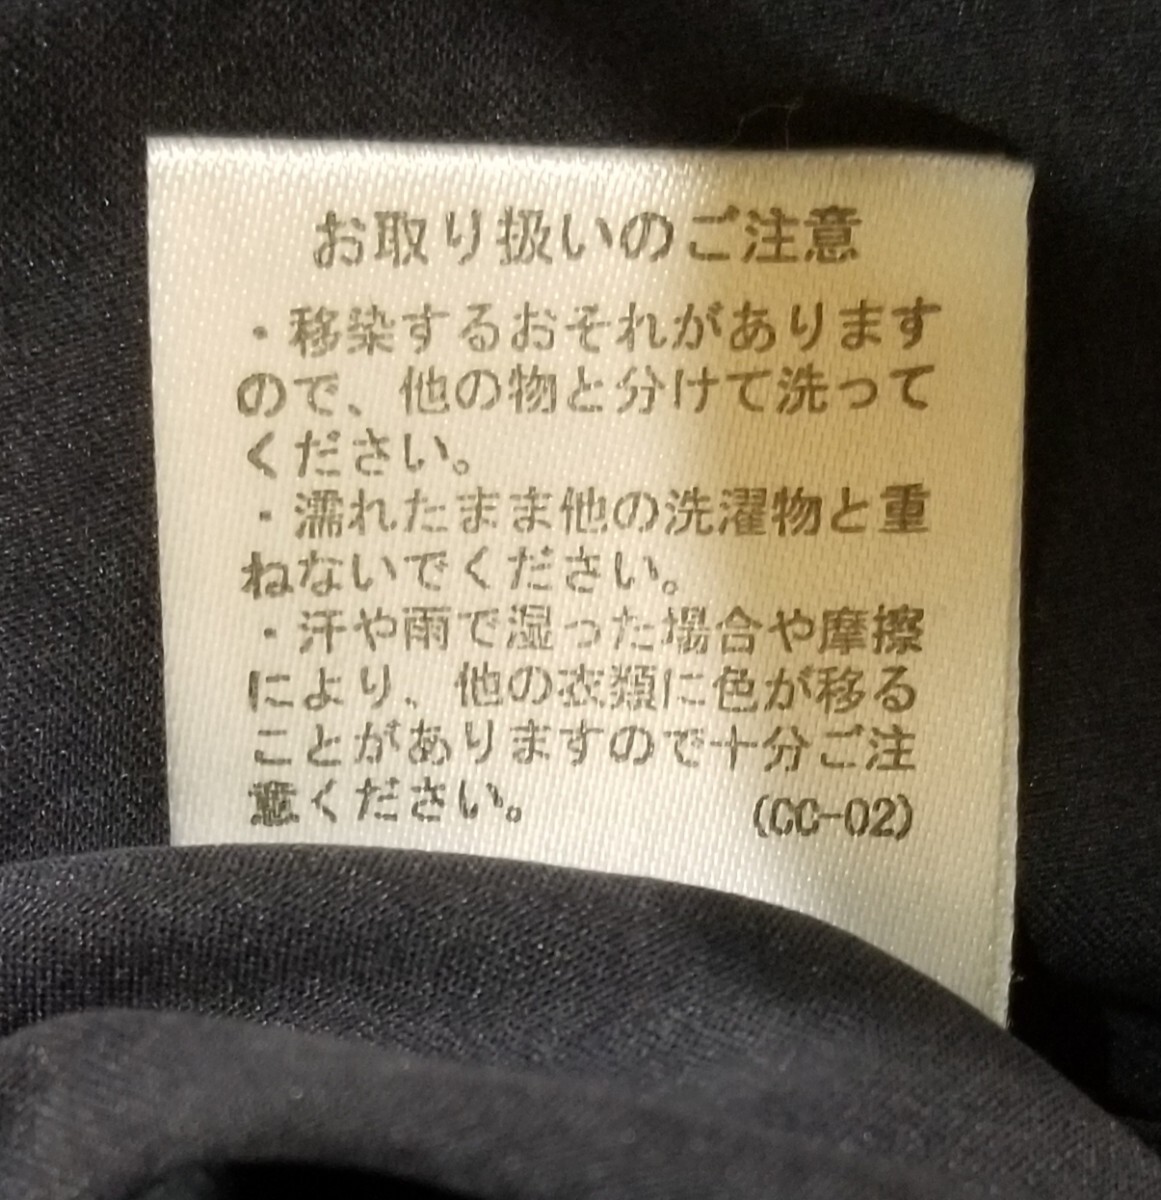 お取り扱いのご注意
・移染するおそれがあります
ので、他の物と分けて洗って
ください。
・濡れたまま他の洗濯物と重
ねないでください。
・汗や雨で湿った場合や摩擦
により、他の衣類に色が移る
ことがありますので十分ご注
意ください。 (CC-02)